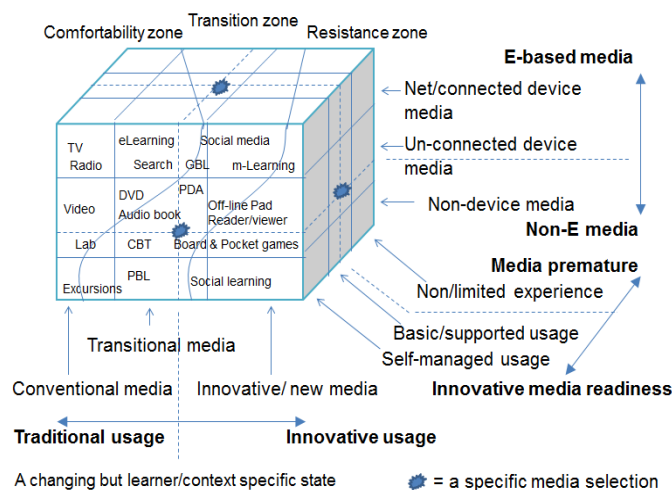 Transition zone
Comfortability zone
Resistance zone
E-based media
Net/connected device
media
Un-connected device
media
Non-device media
Non-E media
TV
Radio
eLearning
Search
Social media
GBL
m-Learning
Video
DVD
Audio book
PDA
Off-line Pad
Reader/viewer
Lab
CBT
Board & Pocket games
Excursions
PBL
Social learning
Media premature
Non/limited experience
Basic/supported usage
Self-managed usage
Innovative media readiness
Transitional media
Conventional media
Innovative/ new media
Traditional usage
Innovative usage
A changing but learner/context specific state
= a specific media selection